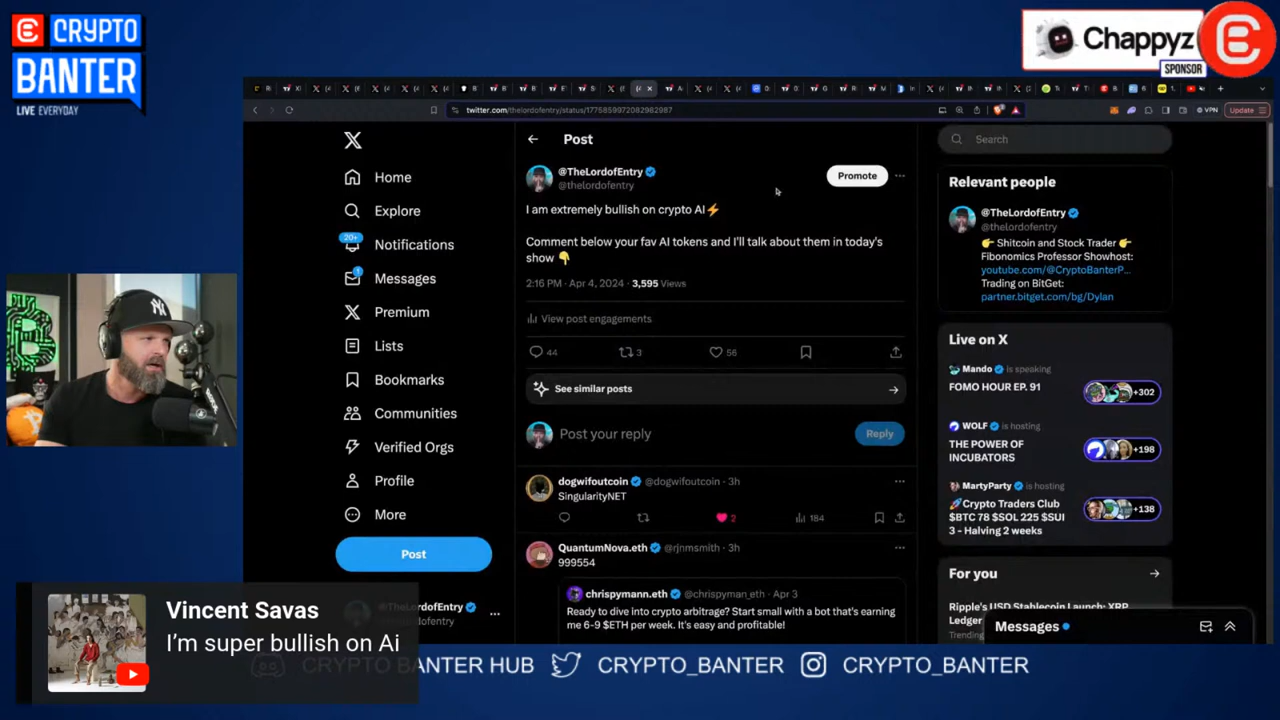 CRYPTO
BANTER
LIVE EVERYDAY
Chappyz
SPONSOR
twitter.com/thelordofentry/status/1775859972082982987
VPN
Update
Post
Search
Home
Explore
20+
Notifications
1
Messages
Premium
Lists
Bookmarks
Communities
Verified Orgs
Profile
More
Post
@TheLordofEntry
@thelordofentry
@TheLordofEntry
@thelordofentry
Promote
I am extremely bullish on crypto AI⚡
Comment below your fav AI tokens and I'll talk about them in today's
show 👇
2:16 PM · Apr 4, 2024 · 3,595 Views
View post engagements
44 3 56
See similar posts
Post your reply
Reply
dogwifoutcoin @dogwifoutcoin · 3h
SingularityNET
2 184
QuantumNova.eth @rjnmsmith · 3h
999554
chrispymann.eth @chrispyman_eth · Apr 3
Ready to dive into crypto arbitrage? Start small with a bot that's earning
me 6-9 $ETH per week. It's easy and profitable!
Relevant people
@TheLordofEntry
@thelordofentry
👉 Shitcoin and Stock Trader 👉
Fibonomics Professor Showhost:
youtube.com/@CryptoBanterP...
Trading on BitGet:
partner.bitget.com/bg/Dylan
Live on X
Mando is speaking
FOMO HOUR EP. 91
+302
WOLF is hosting
THE POWER OF
INCUBATORS
+198
MartyParty is hosting
🚀Crypto Traders Club
$BTC 78 $SOL 225 $SUI
3 - Halving 2 weeks
+138
For you
Ripple's USD Stablecoin Launch: XRP
Ledger
Trending
Messages
Vincent Savas
I'm super bullish on Ai
CRYPTO BANTER HUB
CRYPTO_BANTER
CRYPTO_BANTER